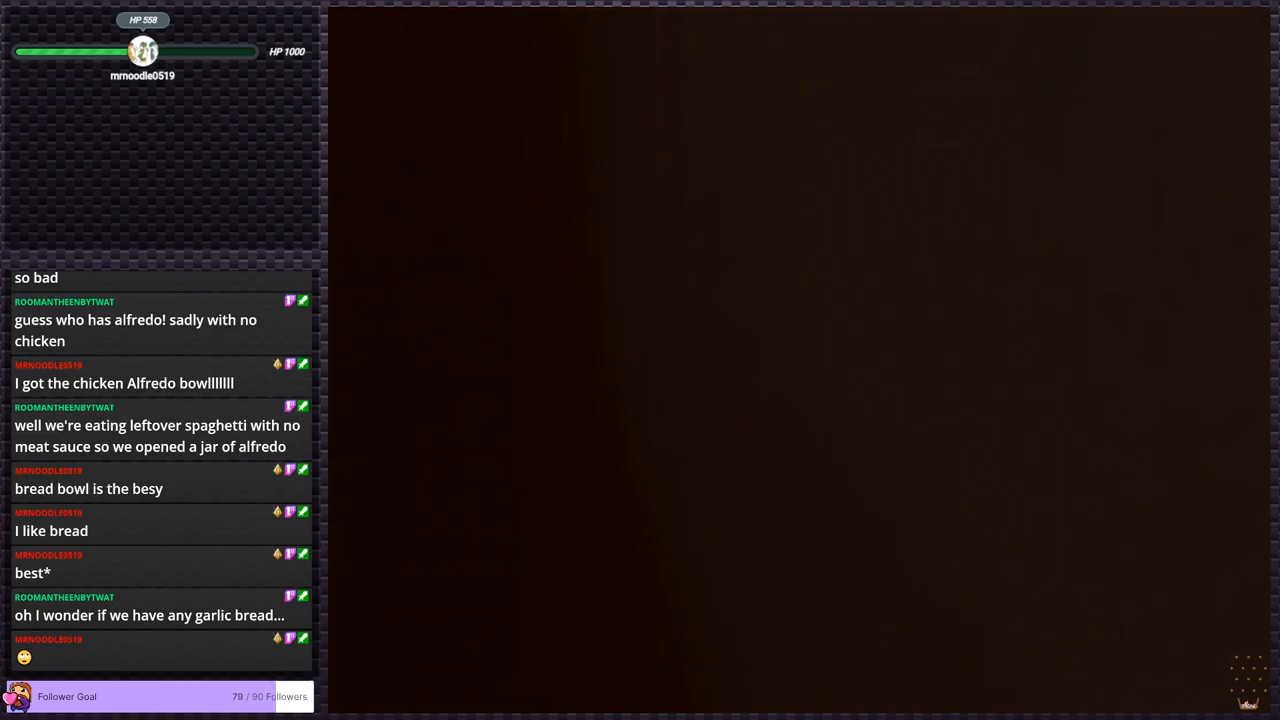 HP 558
HP 1000
mrnoodle0519
so bad
ROOMANTHEENBYTWAT
guess who has alfredo! sadly with no
chicken
MRNOODLE0519
I got the chicken Alfredo bowlllllll
ROOMANTHEENBYTWAT
well we're eating leftover spaghetti with no
meat sauce so we opened a jar of alfredo
MRNOODLE0519
bread bowl is the besy
MRNOODLE0519
I like bread
MRNOODLE0519
best*
ROOMANTHEENBYTWAT
oh I wonder if we have any garlic bread...
MRNOODLE0519
Follower Goal
79 / 90 Followers